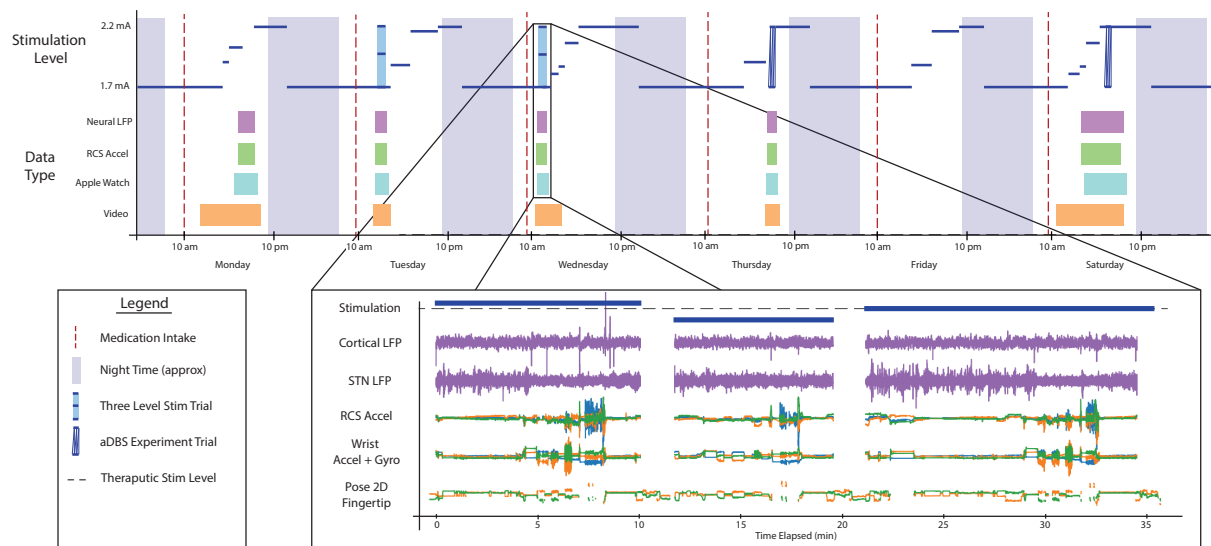 2.2 mA
Stimulation
Level
1.7 mA
Neural LFP
RCS Accel
Data
Type
Apple Watch
Video
10 am 10 pm 10 am 10 pm 10 am 10 pm 10 am 10 pm 10 am 10 pm 10 am 10 pm
Monday Tuesday Wednesday Thursday Friday Saturday
Legend
Medication Intake
Night Time (approx)
Three Level Stim Trial
aDBS Experiment Trial
Theraputic Stim Level
Stimulation
Cortical LFP
STN LFP
RCS Accel
Wrist
Accel + Gyro
Pose 2D
Fingertip
0 5 10 15 20 25 30 35
Time Elapsed (min)